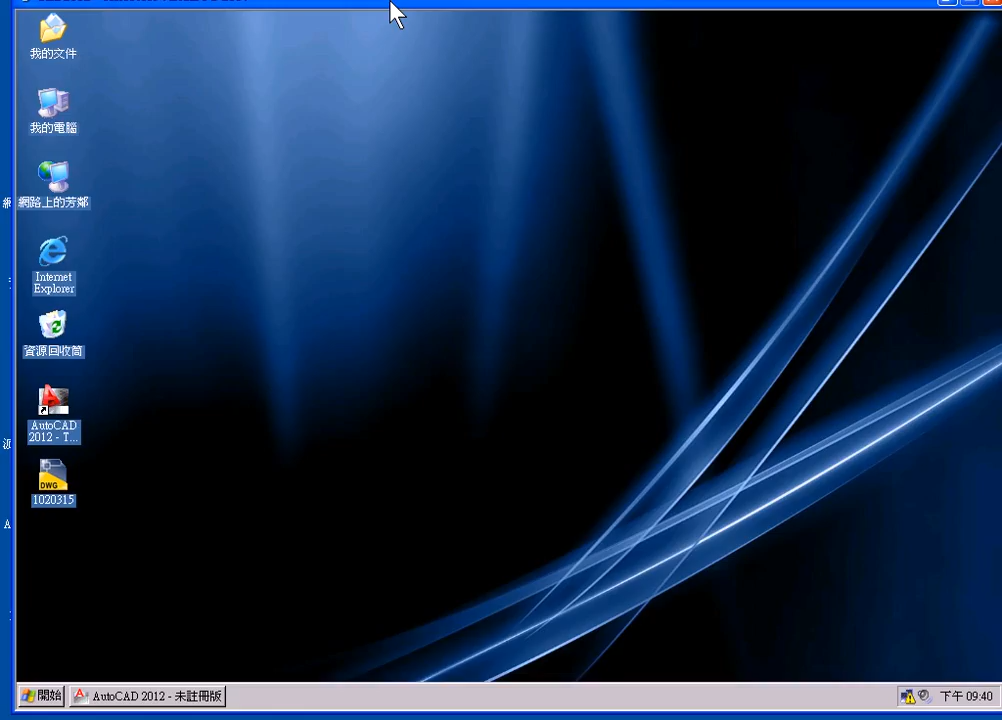 我的文件
我的電腦
網路上的芳鄰
Internet
Explorer
資源回收筒
AutoCAD
2012 - T...
DWG
1020315
開始
AutoCAD 2012 - 未註冊版
下午 09:40